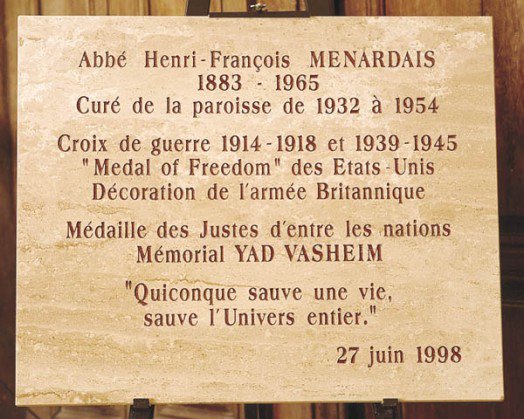 Abbé Henri-François MENARDAIS
1883 - 1965
Curé de la paroisse de 1932 à 1954
Croix de guerre 1914-1918 et 1939-1945
"Medal of Freedom" des Etats-Unis
Décoration de l'armée Britannique
Médaille des Justes d'entre les nations
Mémorial YAD VASHEIM
"Quiconque sauve une vie,
sauve l'Univers entier."
27 juin 1998